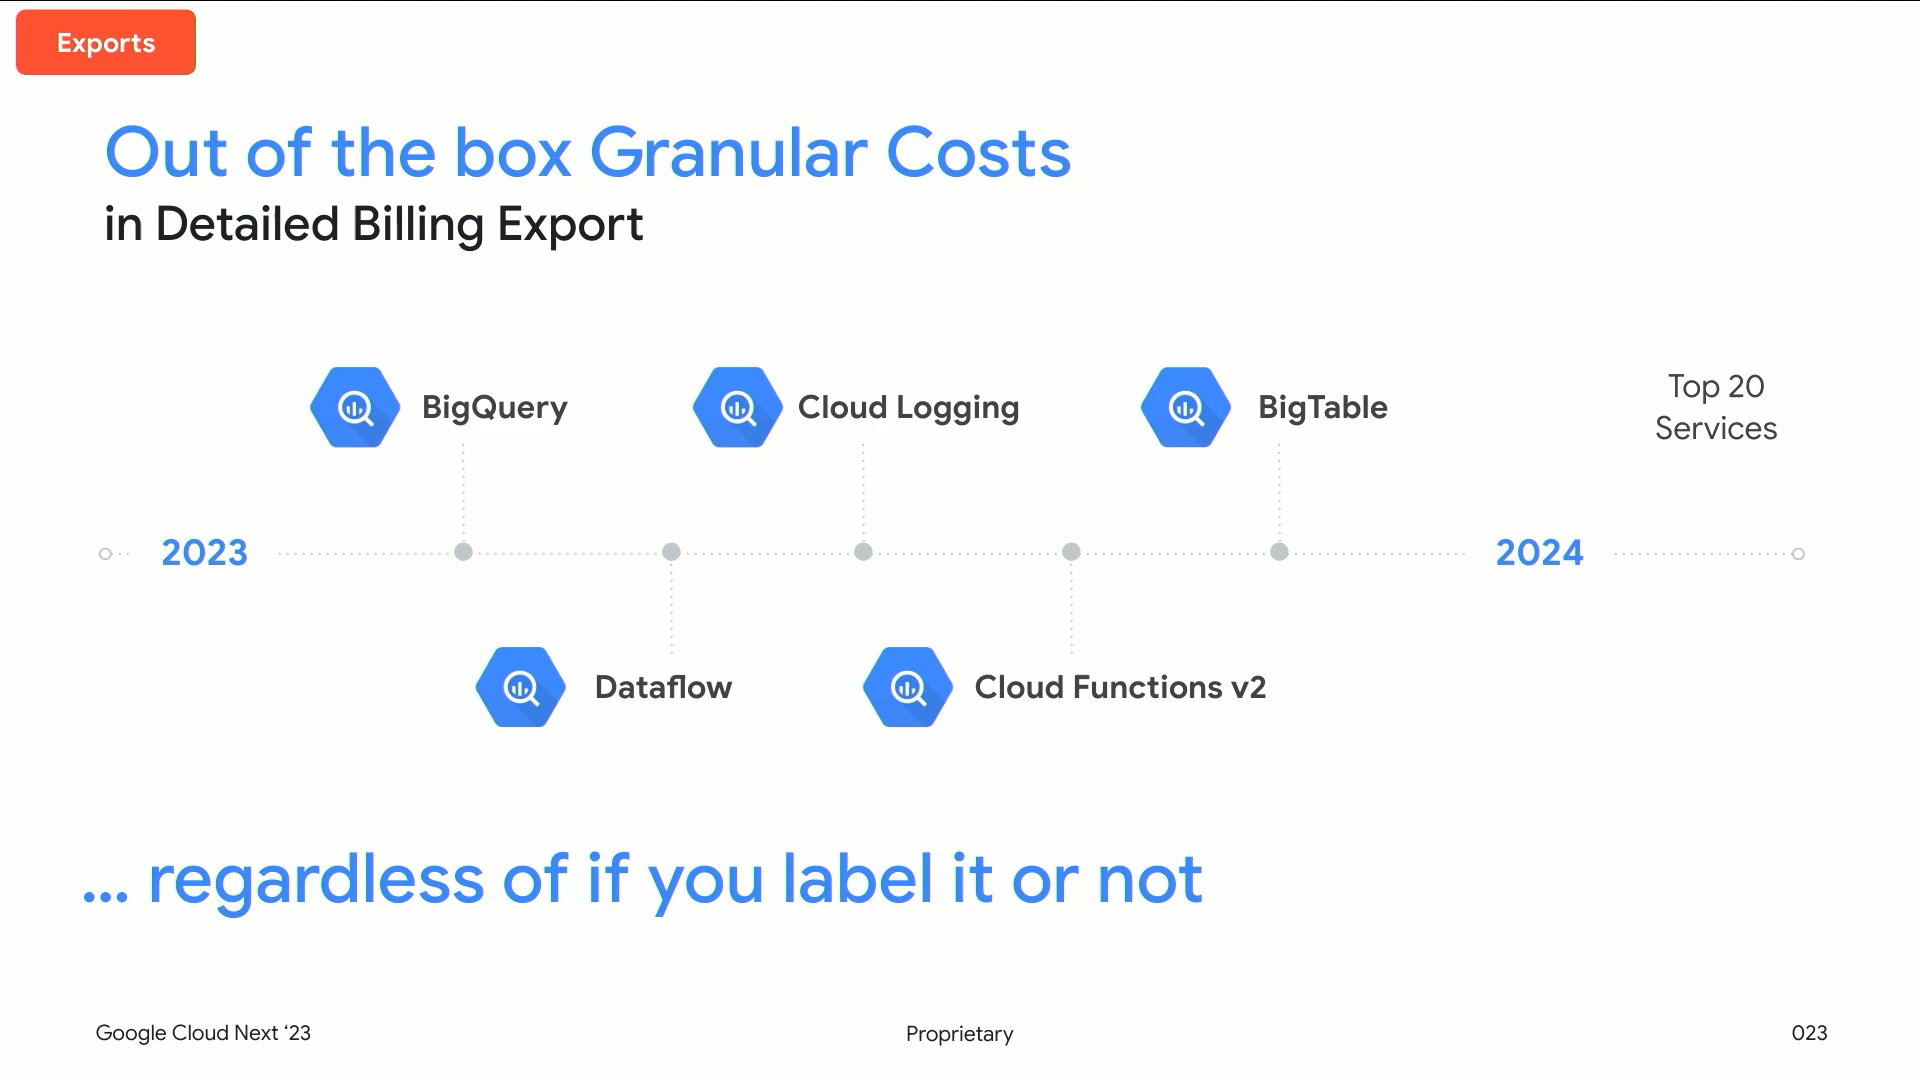 Exports
Out of the box Granular Costs
in Detailed Billing Export
BigQuery
Cloud Logging
BigTable
Top 20
Services
2023
2024
Dataflow
Cloud Functions v2
... regardless of if you label it or not
Google Cloud Next ‘23
Proprietary
023